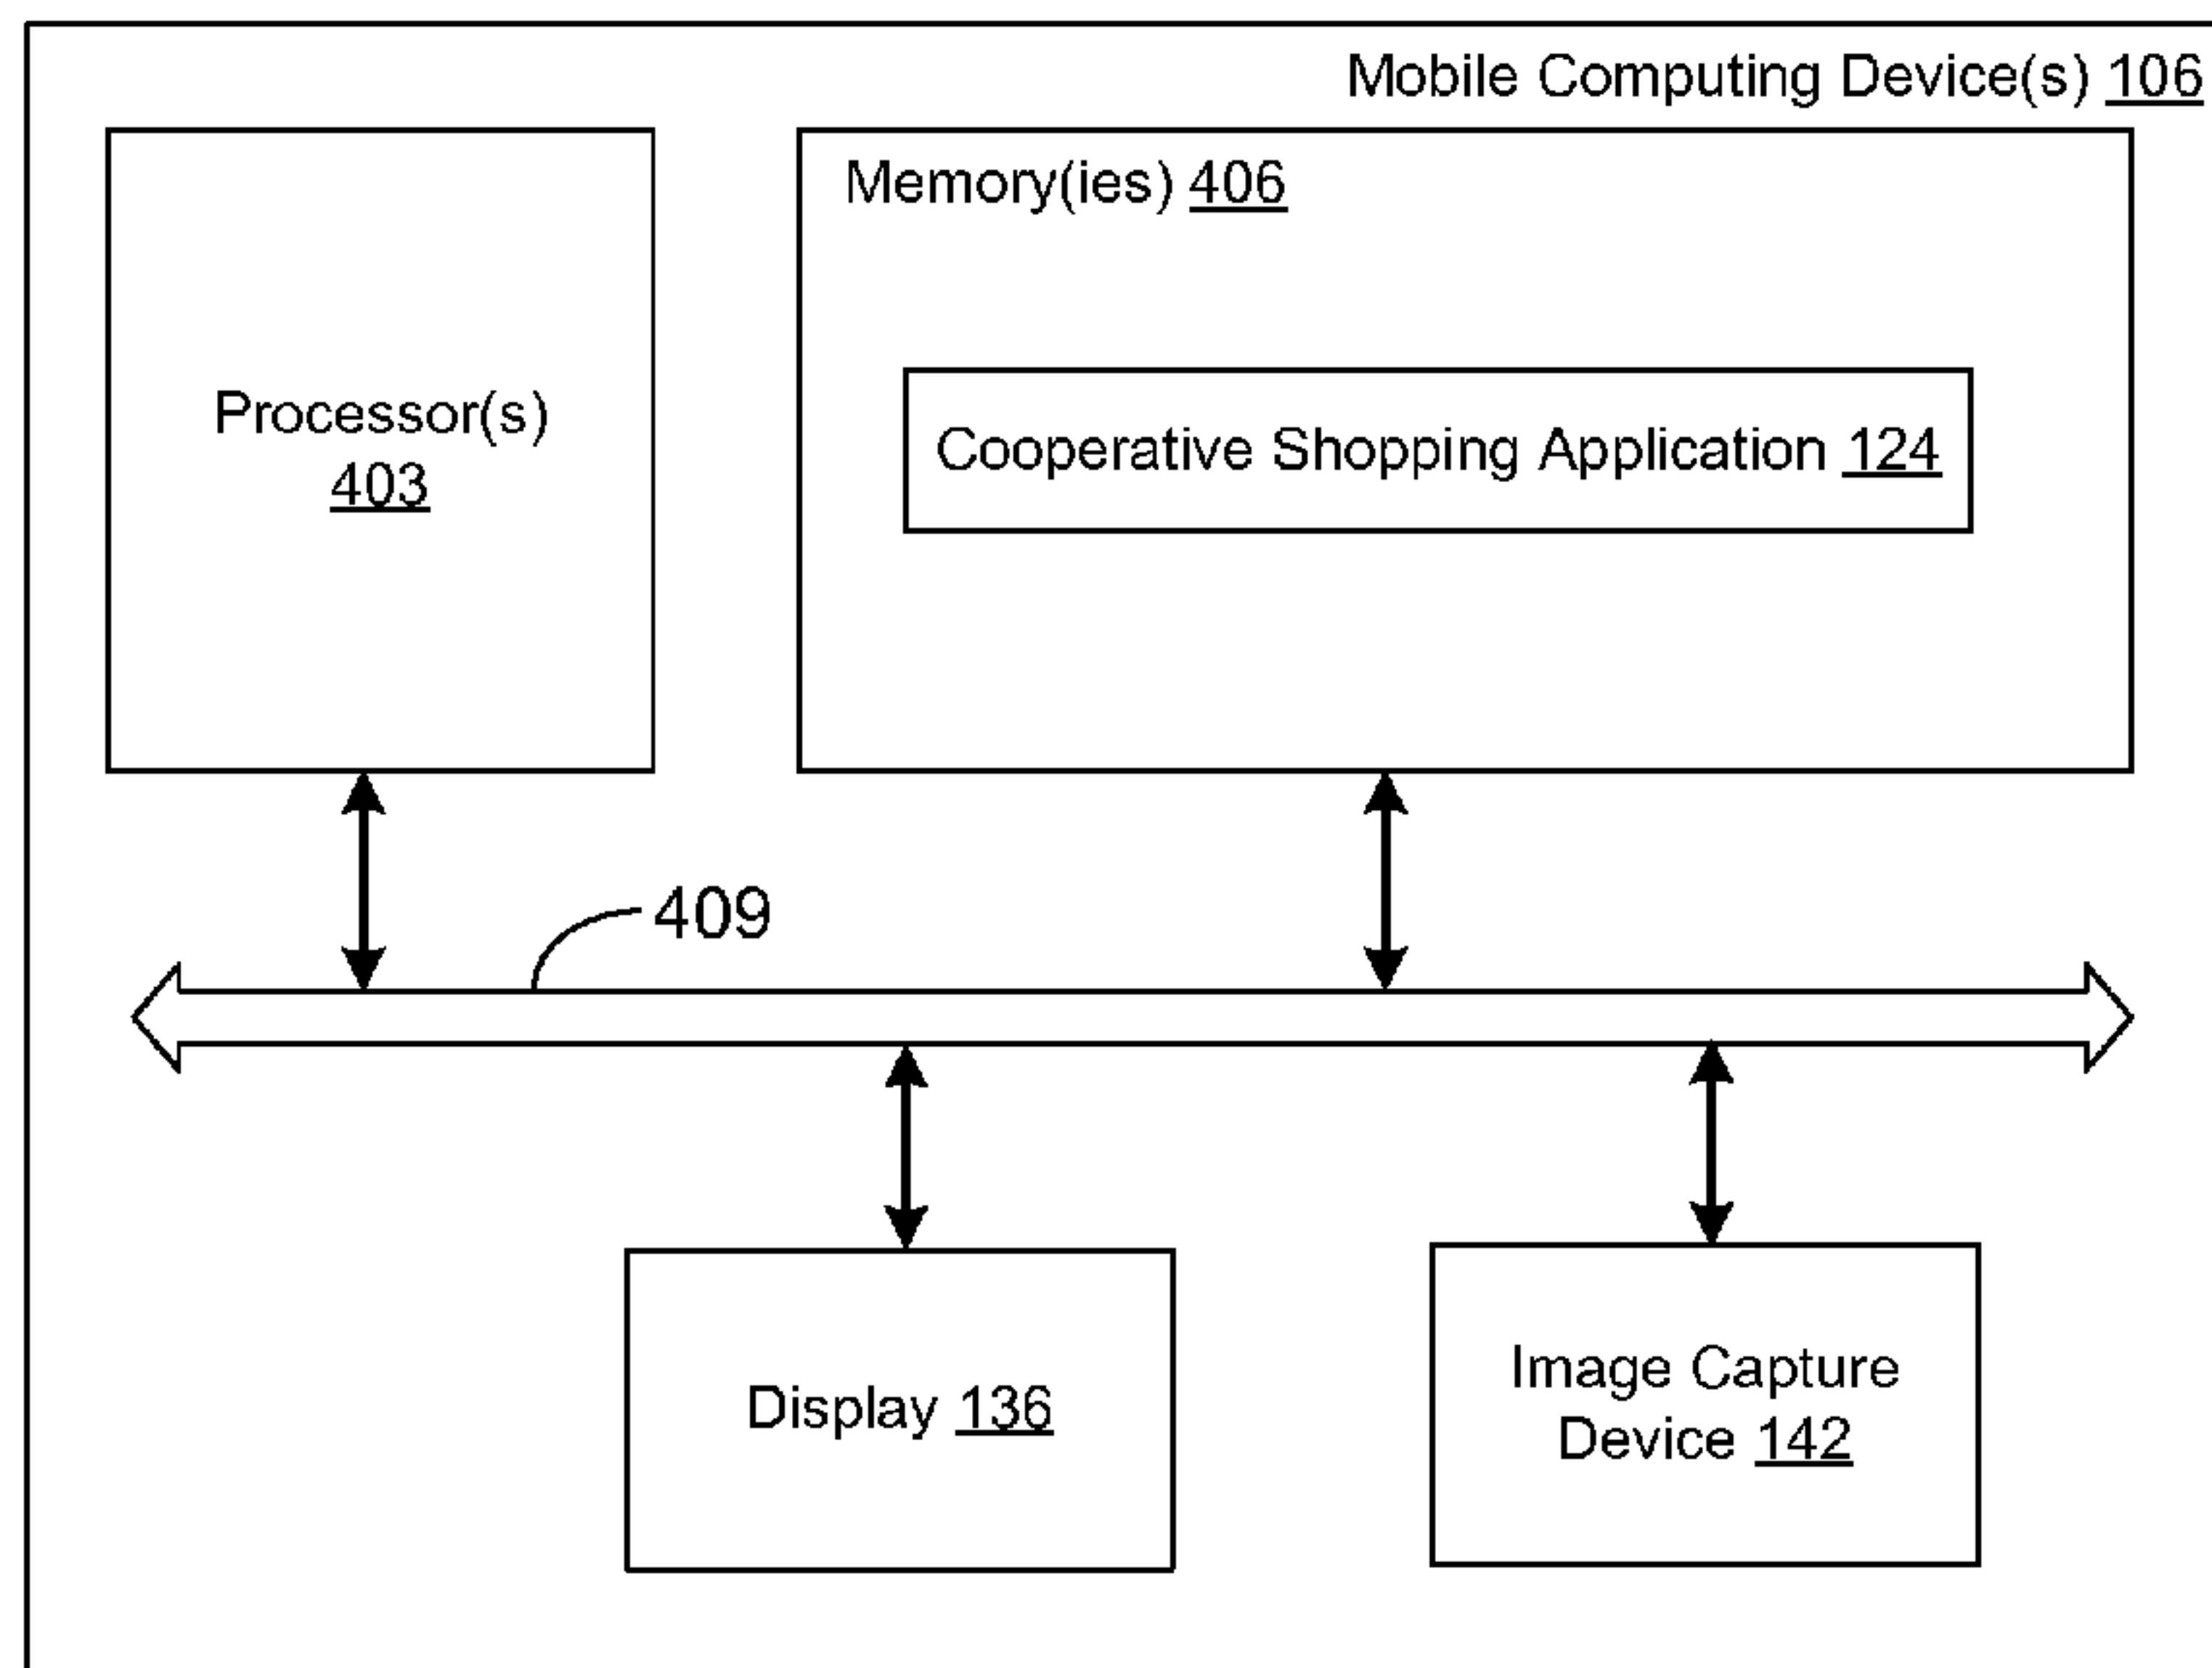 Mobile Computing Device(s) 106
Memory(ies) 406
Processor(s)
403
Cooperative Shopping Application 124
409
Display 136
Image Capture
Device 142